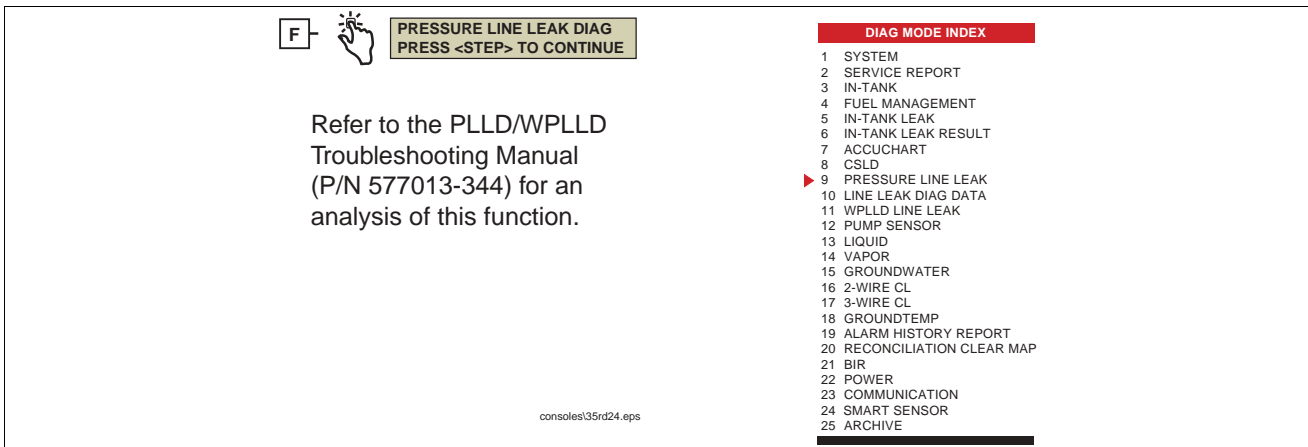 F
PRESSURE LINE LEAK DIAG
PRESS <STEP> TO CONTINUE
Refer to the PLLD/WPLLD
Troubleshooting Manual
(P/N 577013-344) for an
analysis of this function.
consoles\35rd24.eps
DIAG MODE INDEX
1 SYSTEM
2 SERVICE REPORT
3 IN-TANK
4 FUEL MANAGEMENT
5 IN-TANK LEAK
6 IN-TANK LEAK RESULT
7 ACCUCHART
8 CSLD
9 PRESSURE LINE LEAK
10 LINE LEAK DIAG DATA
11 WPLLD LINE LEAK
12 PUMP SENSOR
13 LIQUID
14 VAPOR
15 GROUNDWATER
16 2-WIRE CL
17 3-WIRE CL
18 GROUNDTEMP
19 ALARM HISTORY REPORT
20 RECONCILIATION CLEAR MAP
21 BIR
22 POWER
23 COMMUNICATION
24 SMART SENSOR
25 ARCHIVE